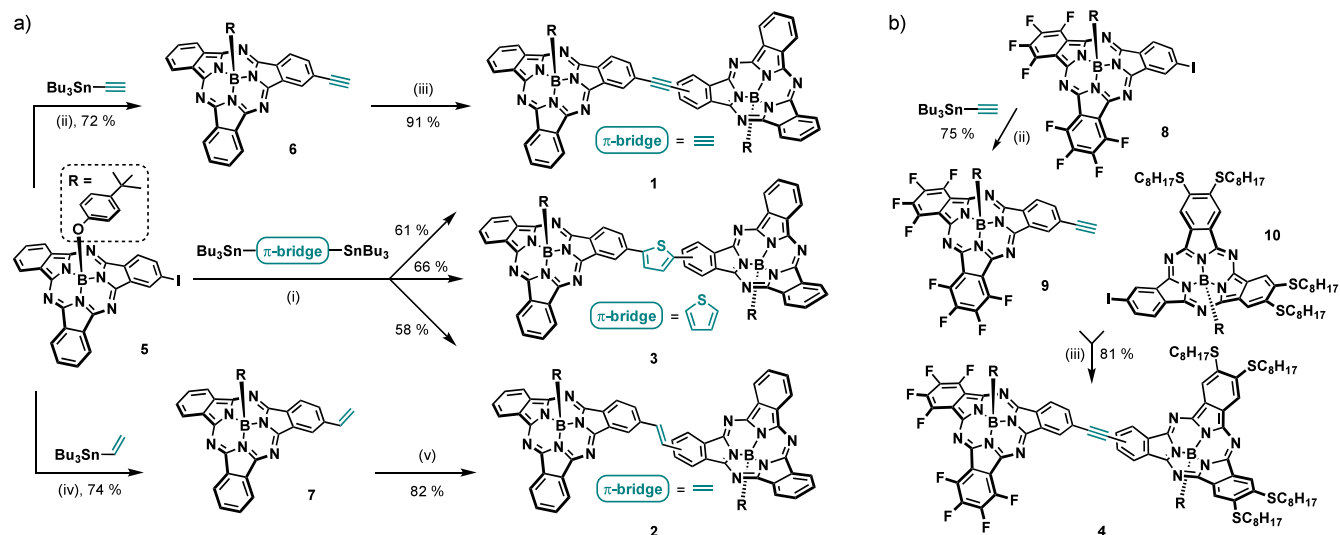 a)
R
N
N
N
B
N
N
N
N
6
Bu3Sn
(ii), 72 %
(iii)
91 %
R
N
N
N
B
N
N
N
N
N
N
N
N
B
N
N
N
R
π-bridge =
1
R =
O
N
N
N
B
N
N
N
N
I
5
Bu3Sn π-bridge SnBu3
(i)
61 %
66 %
58 %
R
N
N
N
B
N
N
N
N
S
N
N
N
N
B
N
N
N
R
π-bridge = S
3
Bu3Sn
(iv), 74 %
R
N
N
N
B
N
N
N
N
7
(v)
82 %
R
N
N
N
B
N
N
N
N
N
N
N
N
B
N
N
N
R
π-bridge =
2
b)
F
F
F
F
R
N
N
N
B
N
N
N
N
I
F
F
F
F
8
Bu3Sn
75 %
(ii)
F
F
F
F
R
N
N
N
B
N
N
N
N
F
F
F
F
9
C8H17S
SC8H17
10
N
N
N
N
B
N
N
N
I
R
SC8H17
SC8H17
(iii)
81 %
F
F
F
F
R
N
N
N
B
N
N
N
N
F
F
F
F
C8H17S
SC8H17
N
N
N
N
B
N
N
N
R
SC8H17
SC8H17
4